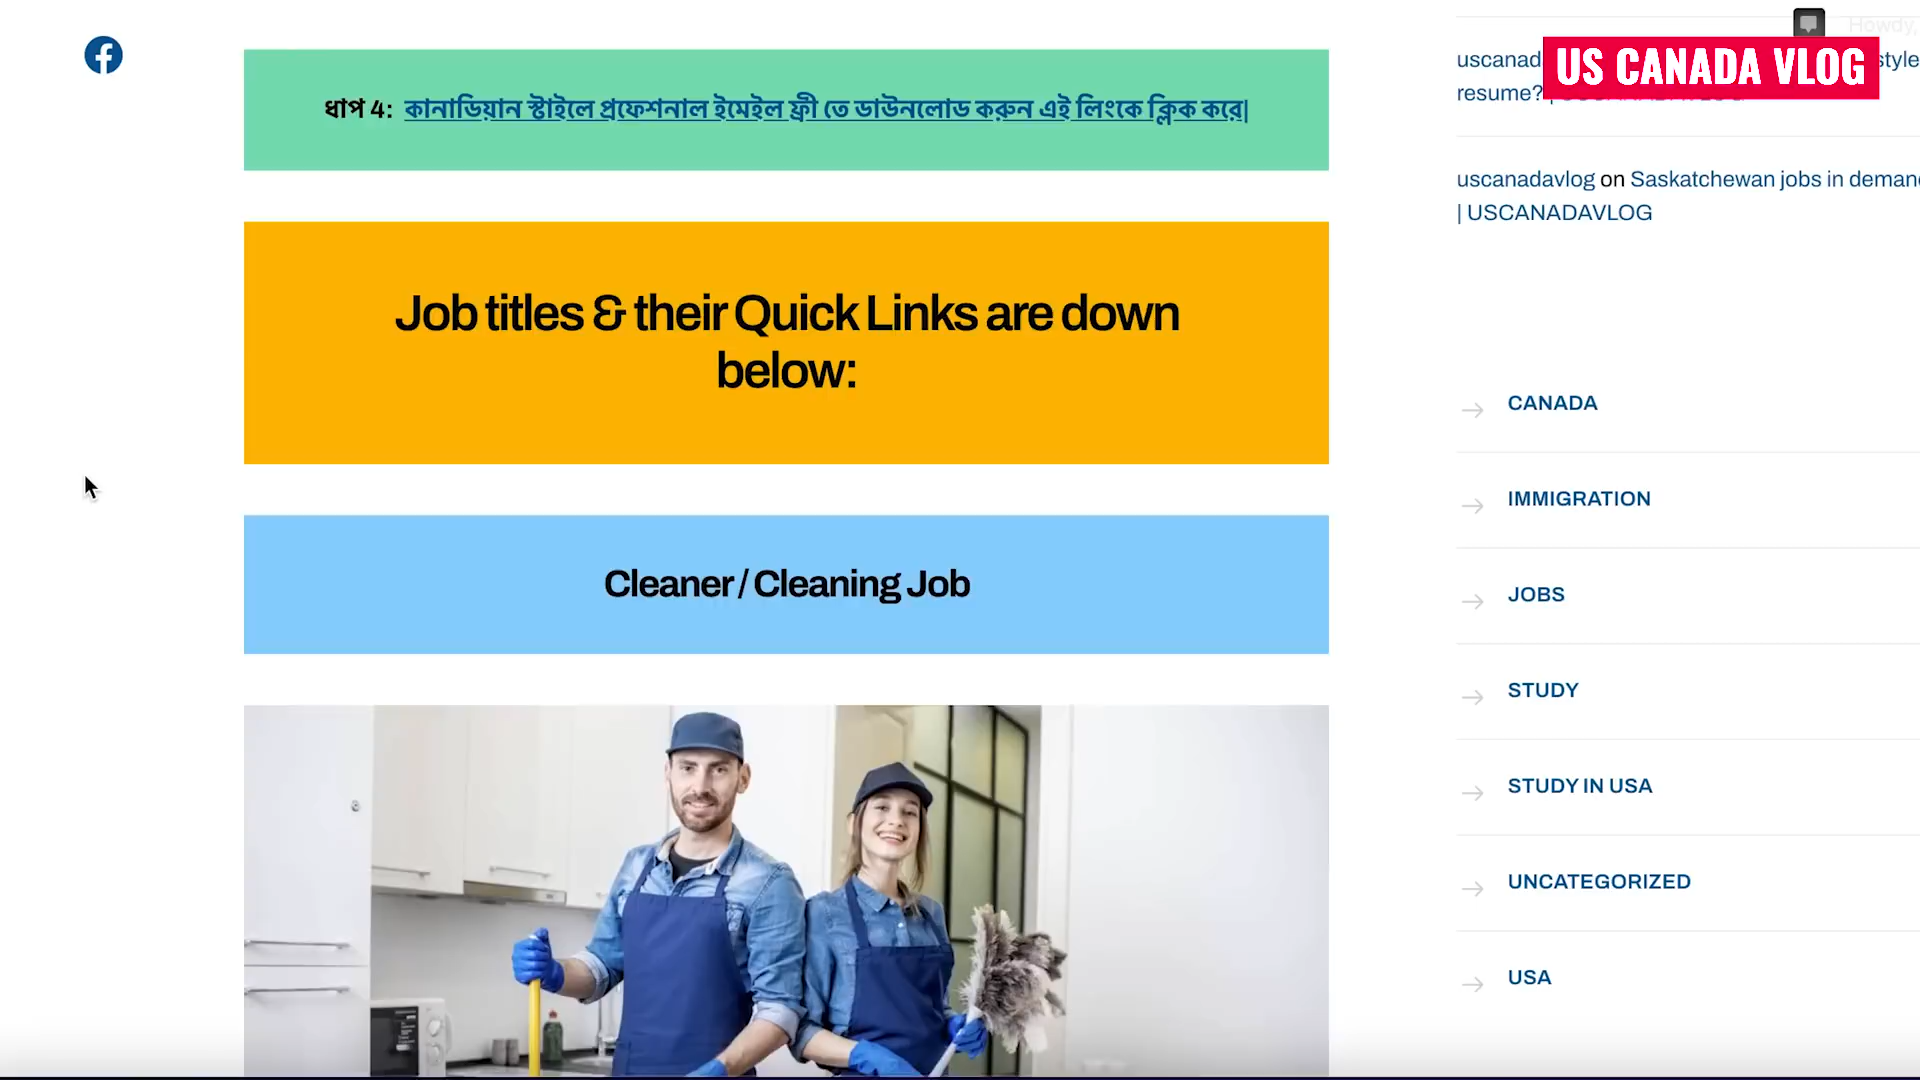 ধাপ 4: কানাডিয়ান স্টাইলে প্রফেশনাল ইমেইল ফ্রী তে ডাউনলোড করুন এই লিংকে ক্লিক করে|
Job titles & their Quick Links are down
below:
Cleaner / Cleaning Job
Howdy,
US CANADA VLOG
uscanad
style
resume?
uscanadavlog on Saskatchewan jobs in deman
| USCANADAVLOG
CANADA
IMMIGRATION
JOBS
STUDY
STUDY IN USA
UNCATEGORIZED
USA